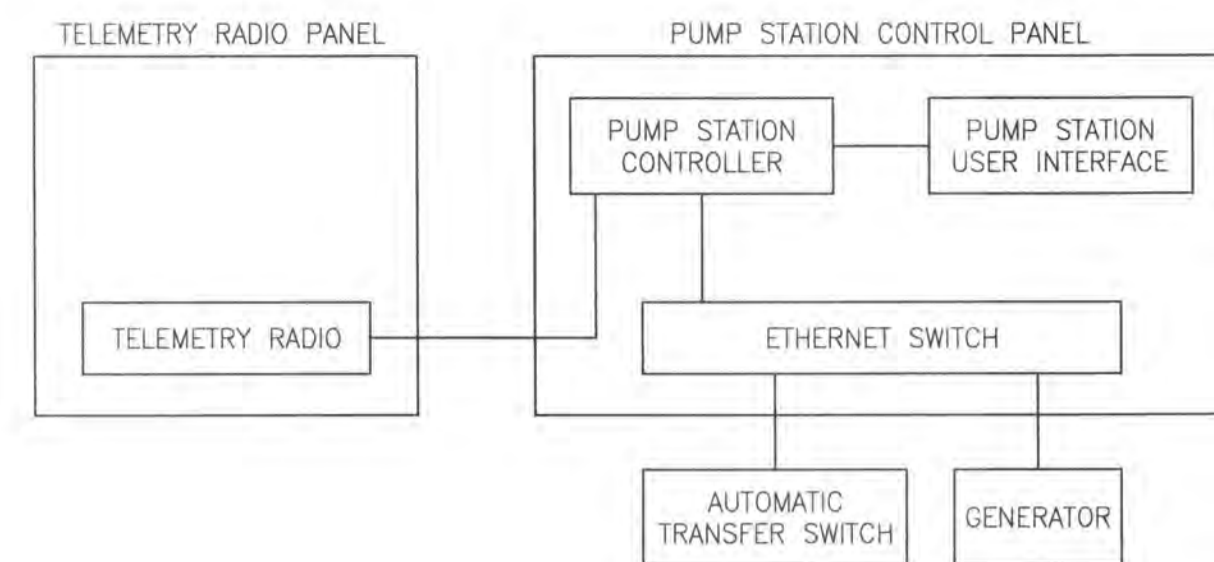 TELEMETRY RADIO PANEL
PUMP STATION CONTROL PANEL
PUMP STATION
CONTROLLER
PUMP STATION
USER INTERFACE
TELEMETRY RADIO
ETHERNET SWITCH
AUTOMATIC
TRANSFER SWITCH
GENERATOR